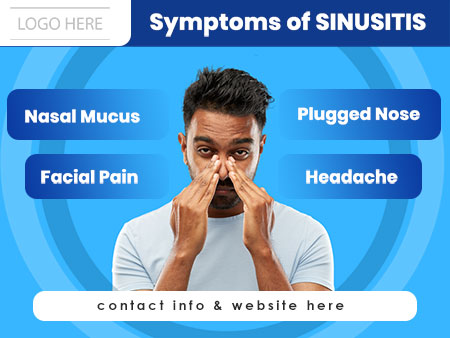 LOGO HERE
Symptoms of SINUSITIS
Nasal Mucus
Plugged Nose
Facial Pain
Headache
contact info & website here